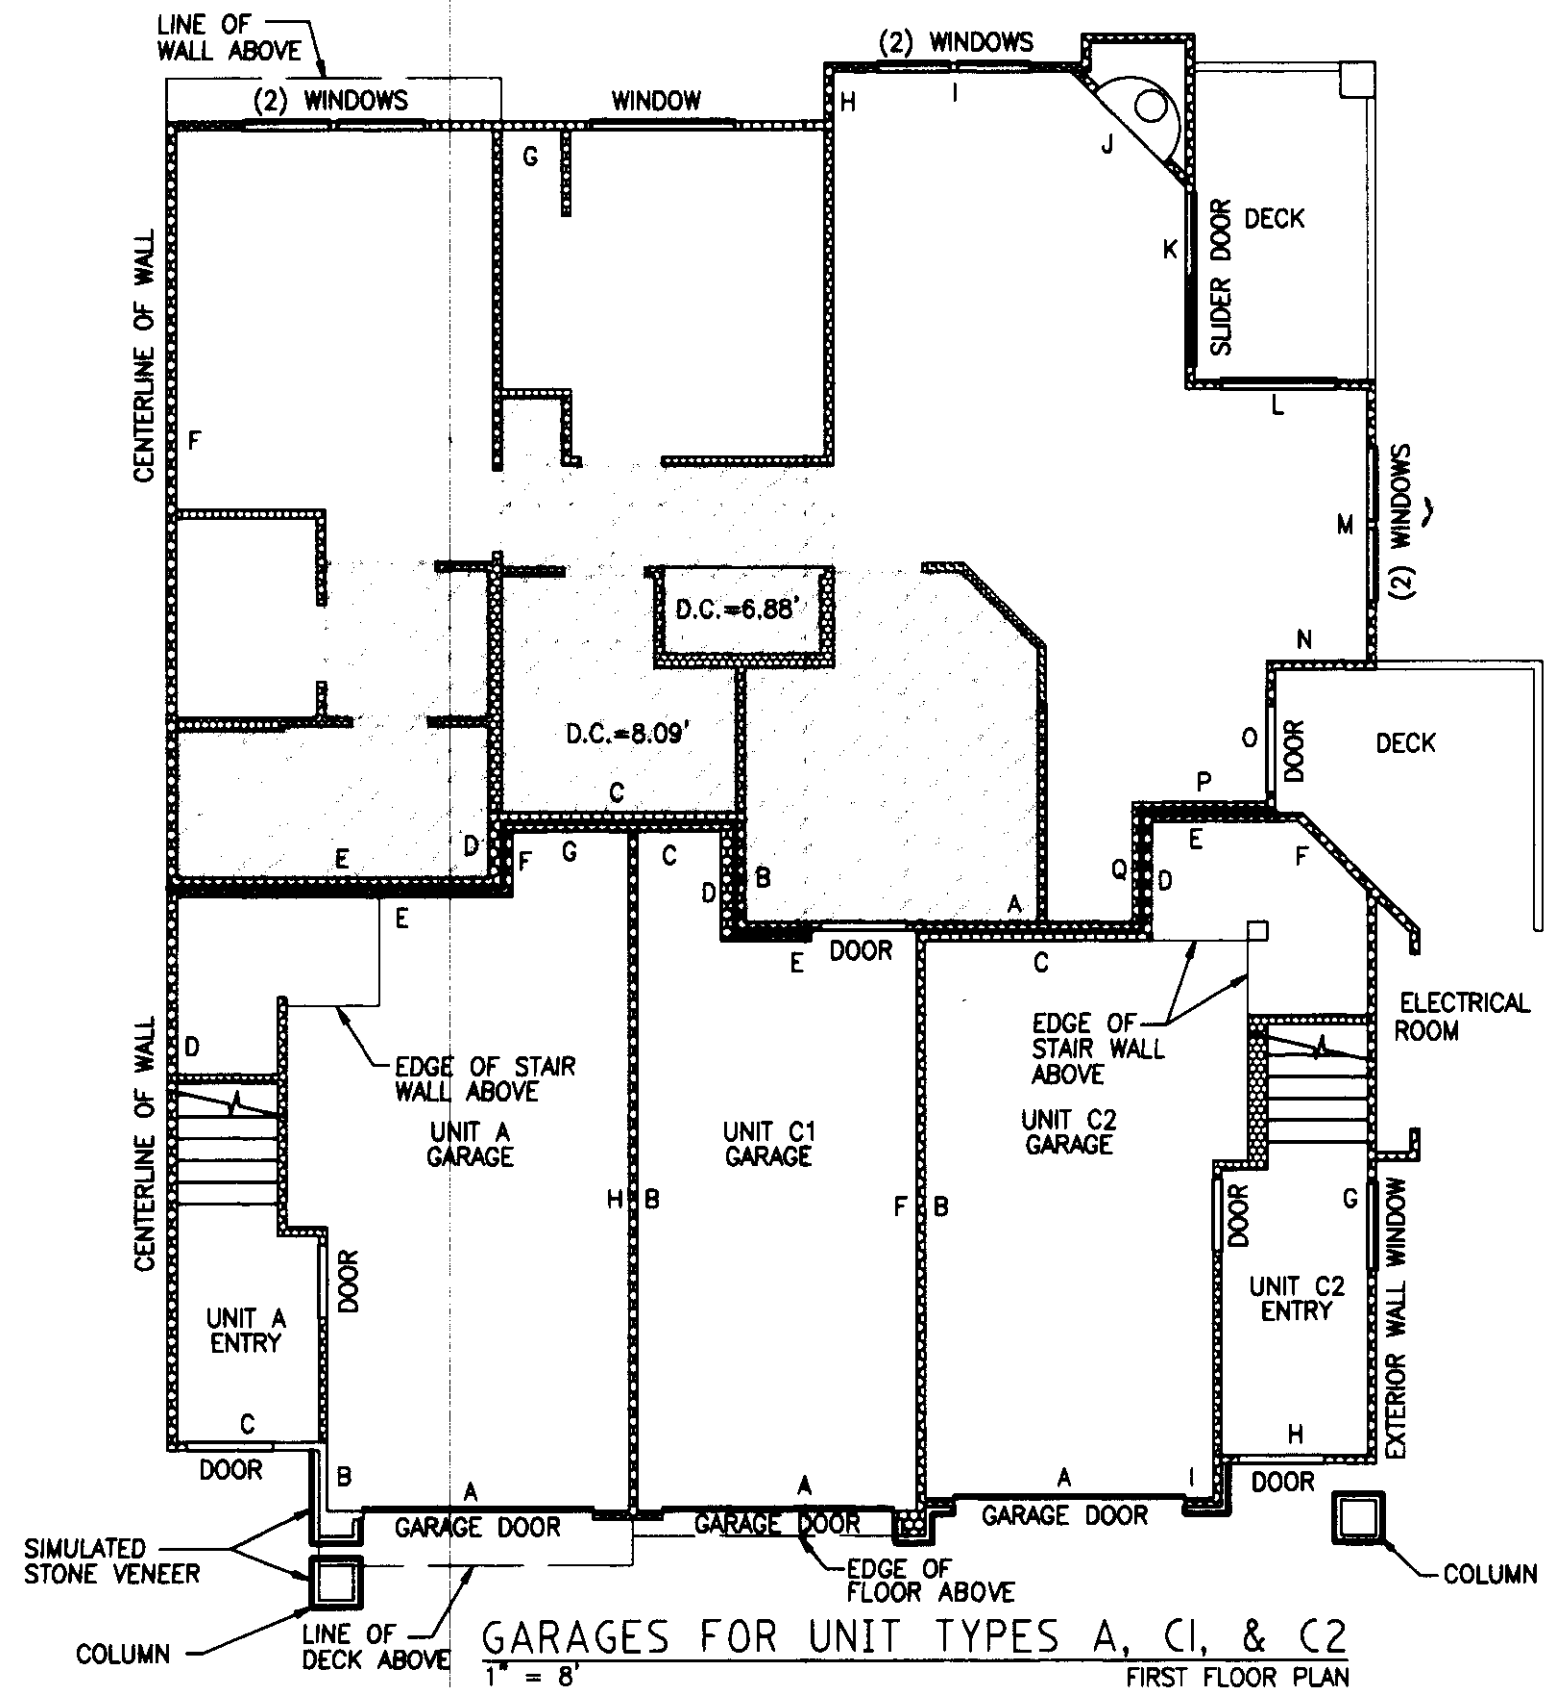 LINE OF
WALL ABOVE
(2) WINDOWS
WINDOW
(2) WINDOWS
H
I
G
J
K
SLIDER DOOR
DECK
CENTERLINE OF WALL
F
L
M
(2) WINDOWS
D.C.=6.88'
N
D.C.=8.09'
O
DOOR
DECK
C
P
E
D
F
G
C
D
B
E
F
Q
D
A
E
E
DOOR
C
ELECTRICAL
ROOM
EDGE OF
STAIR WALL
ABOVE
D
EDGE OF STAIR
WALL ABOVE
CENTERLINE OF WALL
UNIT A
GARAGE
UNIT C1
GARAGE
UNIT C2
GARAGE
H
B
F
B
DOOR
G
EXTERIOR WALL WINDOW
DOOR
UNIT A
ENTRY
UNIT C2
ENTRY
C
DOOR
H
DOOR
B
A
A
A
I
GARAGE DOOR
GARAGE DOOR
GARAGE DOOR
SIMULATED
STONE VENEER
EDGE OF
FLOOR ABOVE
COLUMN
COLUMN
LINE OF
DECK ABOVE
GARAGES FOR UNIT TYPES A, C1, & C2
1" = 8'
FIRST FLOOR PLAN